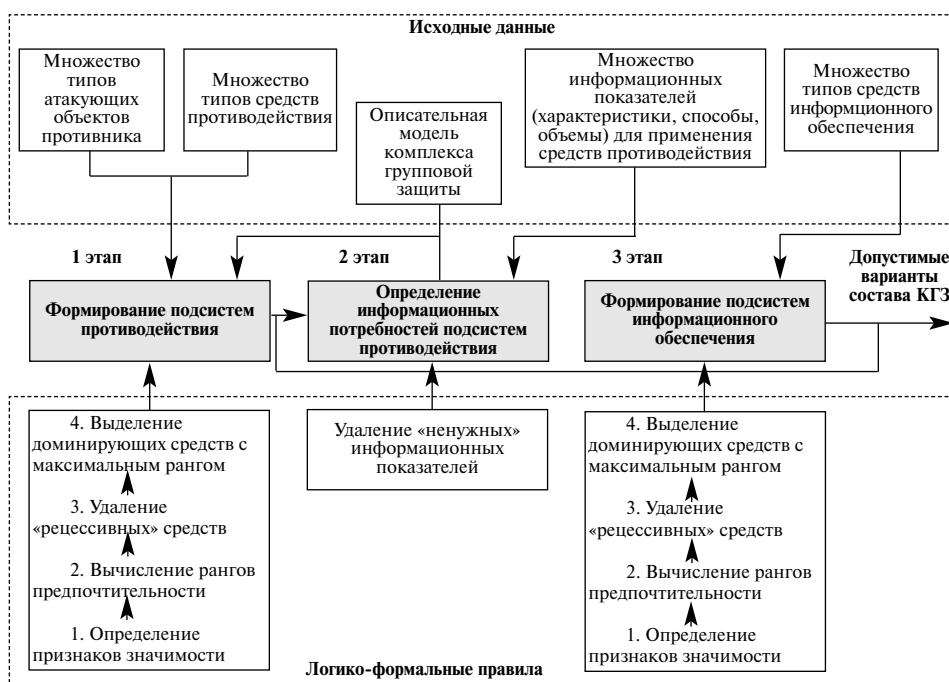 Исходные данные
Множество
типов
атакующих
объектов
противника
Множество
типов средств
противодействия
Описательная
модель
комплекса
групповой
защиты
Множество
информационных
показателей
(характеристики, способы,
объемы) для применения
средств противодействия
Множество
типов средств
информционного
обеспечения
1 этап
2 этап
3 этап
Допустимые
варианты
состава КГЗ
Формирование подсистем
противодействия
Определение
информационных
потребностей подсистем
противодействия
Формирование подсистем
информационного
обеспечения
4. Выделение
доминирующих средств с
максимальным рангом
3. Удаление
«рецессивных» средств
2. Вычисление рангов
предпочтительности
1. Определение
признаков значимости
Удаление «ненужных»
информационных
показателей
4. Выделение
доминирующих средств с
максимальным рангом
3. Удаление
«рецессивных» средств
2. Вычисление рангов
предпочтительности
1. Определение
признаков значимости
Логико-формальные правила